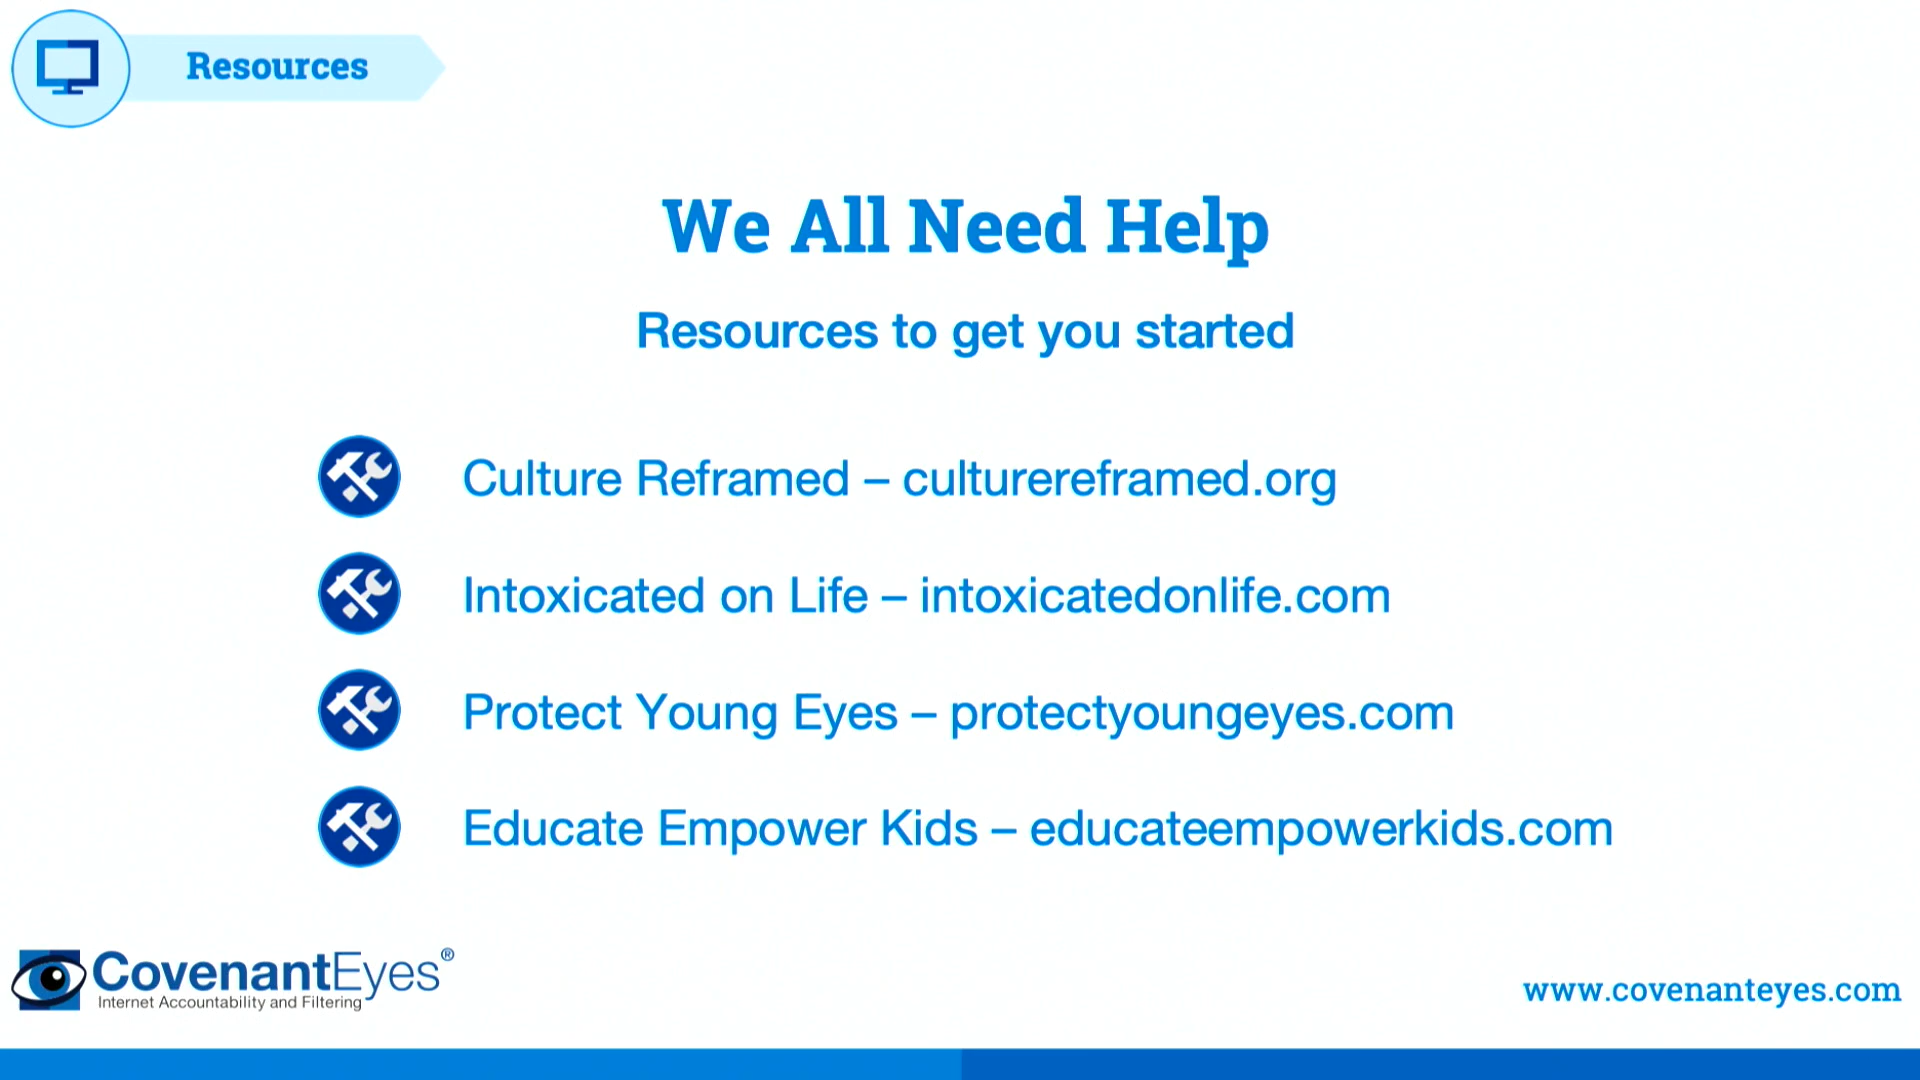 Resources
We All Need Help
Resources to get you started
Culture Reframed – culturereframed.org
Intoxicated on Life – intoxicatedonlife.com
Protect Young Eyes – protectyoungeyes.com
Educate Empower Kids – educateempowerkids.com
CovenantEyes®
Internet Accountability and Filtering
www.covenanteyes.com